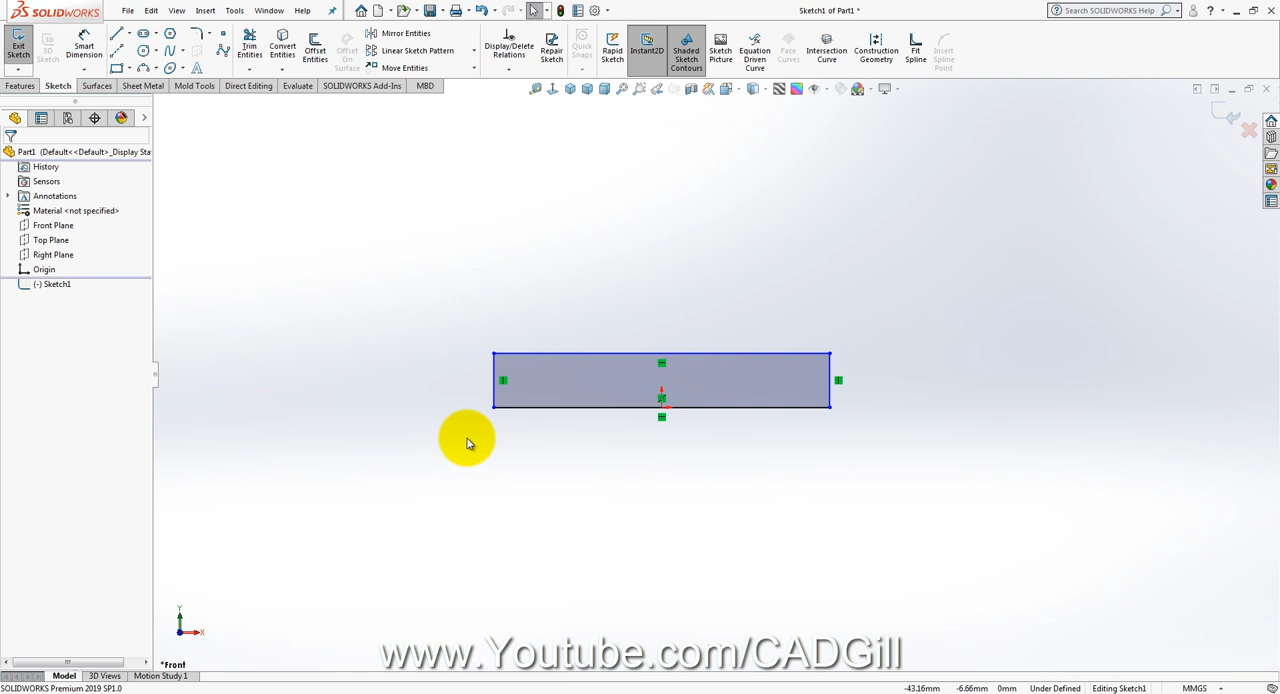 SOLIDWORKS File Edit View Insert Tools Window Help Sketch1 of Part1 * Search SOLIDWORKS Help
Exit Sketch
3D Sketch
Smart Dimension
Trim Entities
Convert Entities
Offset Entities
Offset On Surface
Mirror Entities
Linear Sketch Pattern
Move Entities
Display/Delete Relations
Repair Sketch
Quick Snaps
Rapid Sketch
Instant2D
Shaded Sketch Contours
Sketch Picture
Equation Driven Curve
Face Curves
Intersection Curve
Construction Geometry
Fit Spline
Insert Spline Point
Features Sketch Surfaces Sheet Metal Mold Tools Direct Editing Evaluate SOLIDWORKS Add-Ins MBD
Part1 (Default<<Default>_Display Sta
History
Sensors
Annotations
Material <not specified>
Front Plane
Top Plane
Right Plane
Origin
(-) Sketch1
Y
X
*Front
www.Youtube.com/CADGill
Model 3D Views Motion Study 1
SOLIDWORKS Premium 2019 SP1.0 -43.16mm -6.66mm 0mm Under Defined Editing Sketch1 MMGS